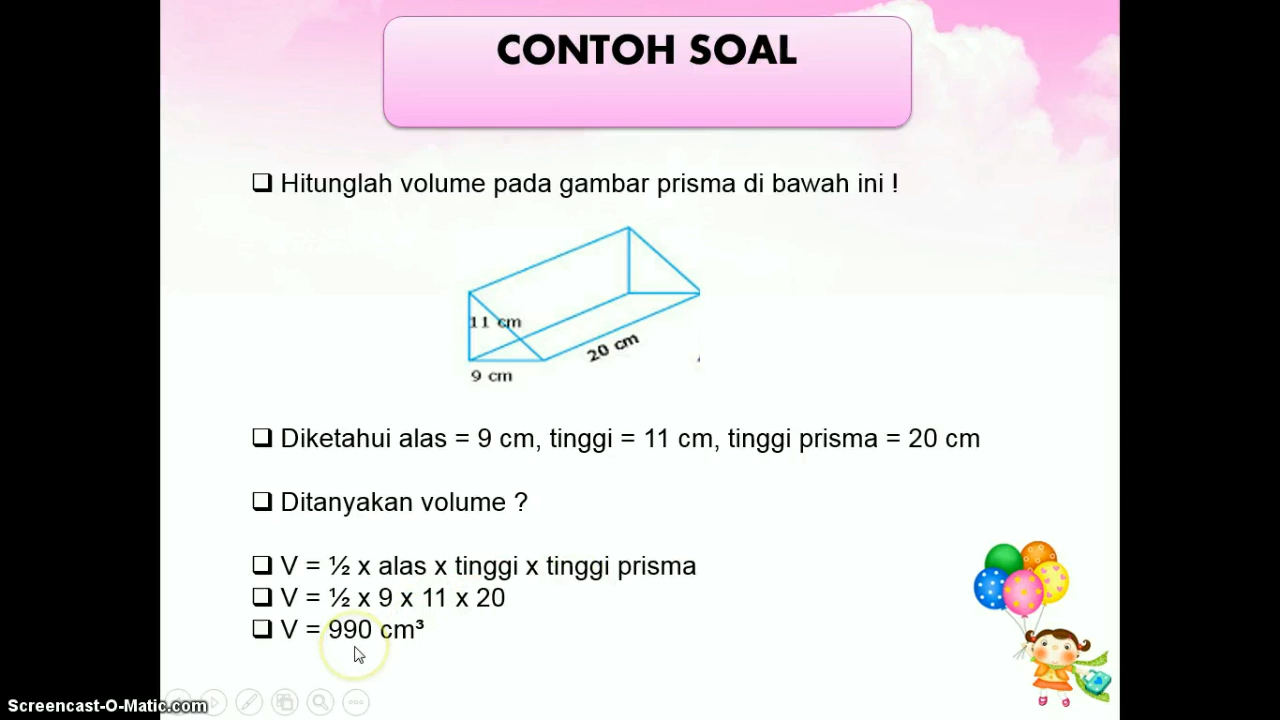 CONTOH SOAL
❑ Hitunglah volume pada gambar prisma di bawah ini !
11 cm
20 cm
9 cm
❑ Diketahui alas = 9 cm, tinggi = 11 cm, tinggi prisma = 20 cm
❑ Ditanyakan volume ?
❑ V = ½ x alas x tinggi x tinggi prisma
❑ V = ½ x 9 x 11 x 20
❑ V = 990 cm³
Screencast-O-Matic.com